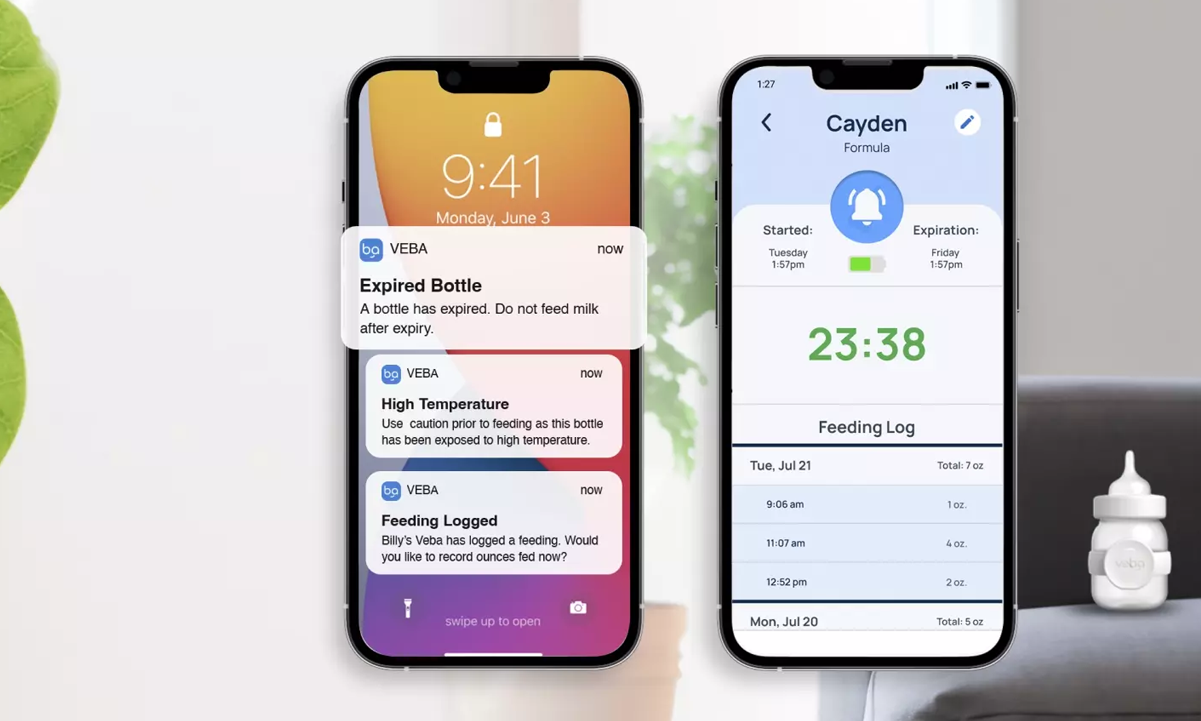 9:41
Monday, June 3
ba VEBA now
Expired Bottle
A bottle has expired. Do not feed milk
after expiry.
ba VEBA now
High Temperature
Use caution prior to feeding as this bottle
has been exposed to high temperature.
ba VEBA now
Feeding Logged
Billy's Veba has logged a feeding. Would
you like to record ounces fed now?
swipe up to open
1:27
Cayden
Formula
Started:
Tuesday
1:57pm
Expiration:
Friday
1:57pm
23:38
Feeding Log
Tue, Jul 21 Total: 7 oz
9:06 am 1 oz.
11:07 am 4 oz.
12:52 pm 2 oz.
Mon, Jul 20 Total: 5 oz
veba